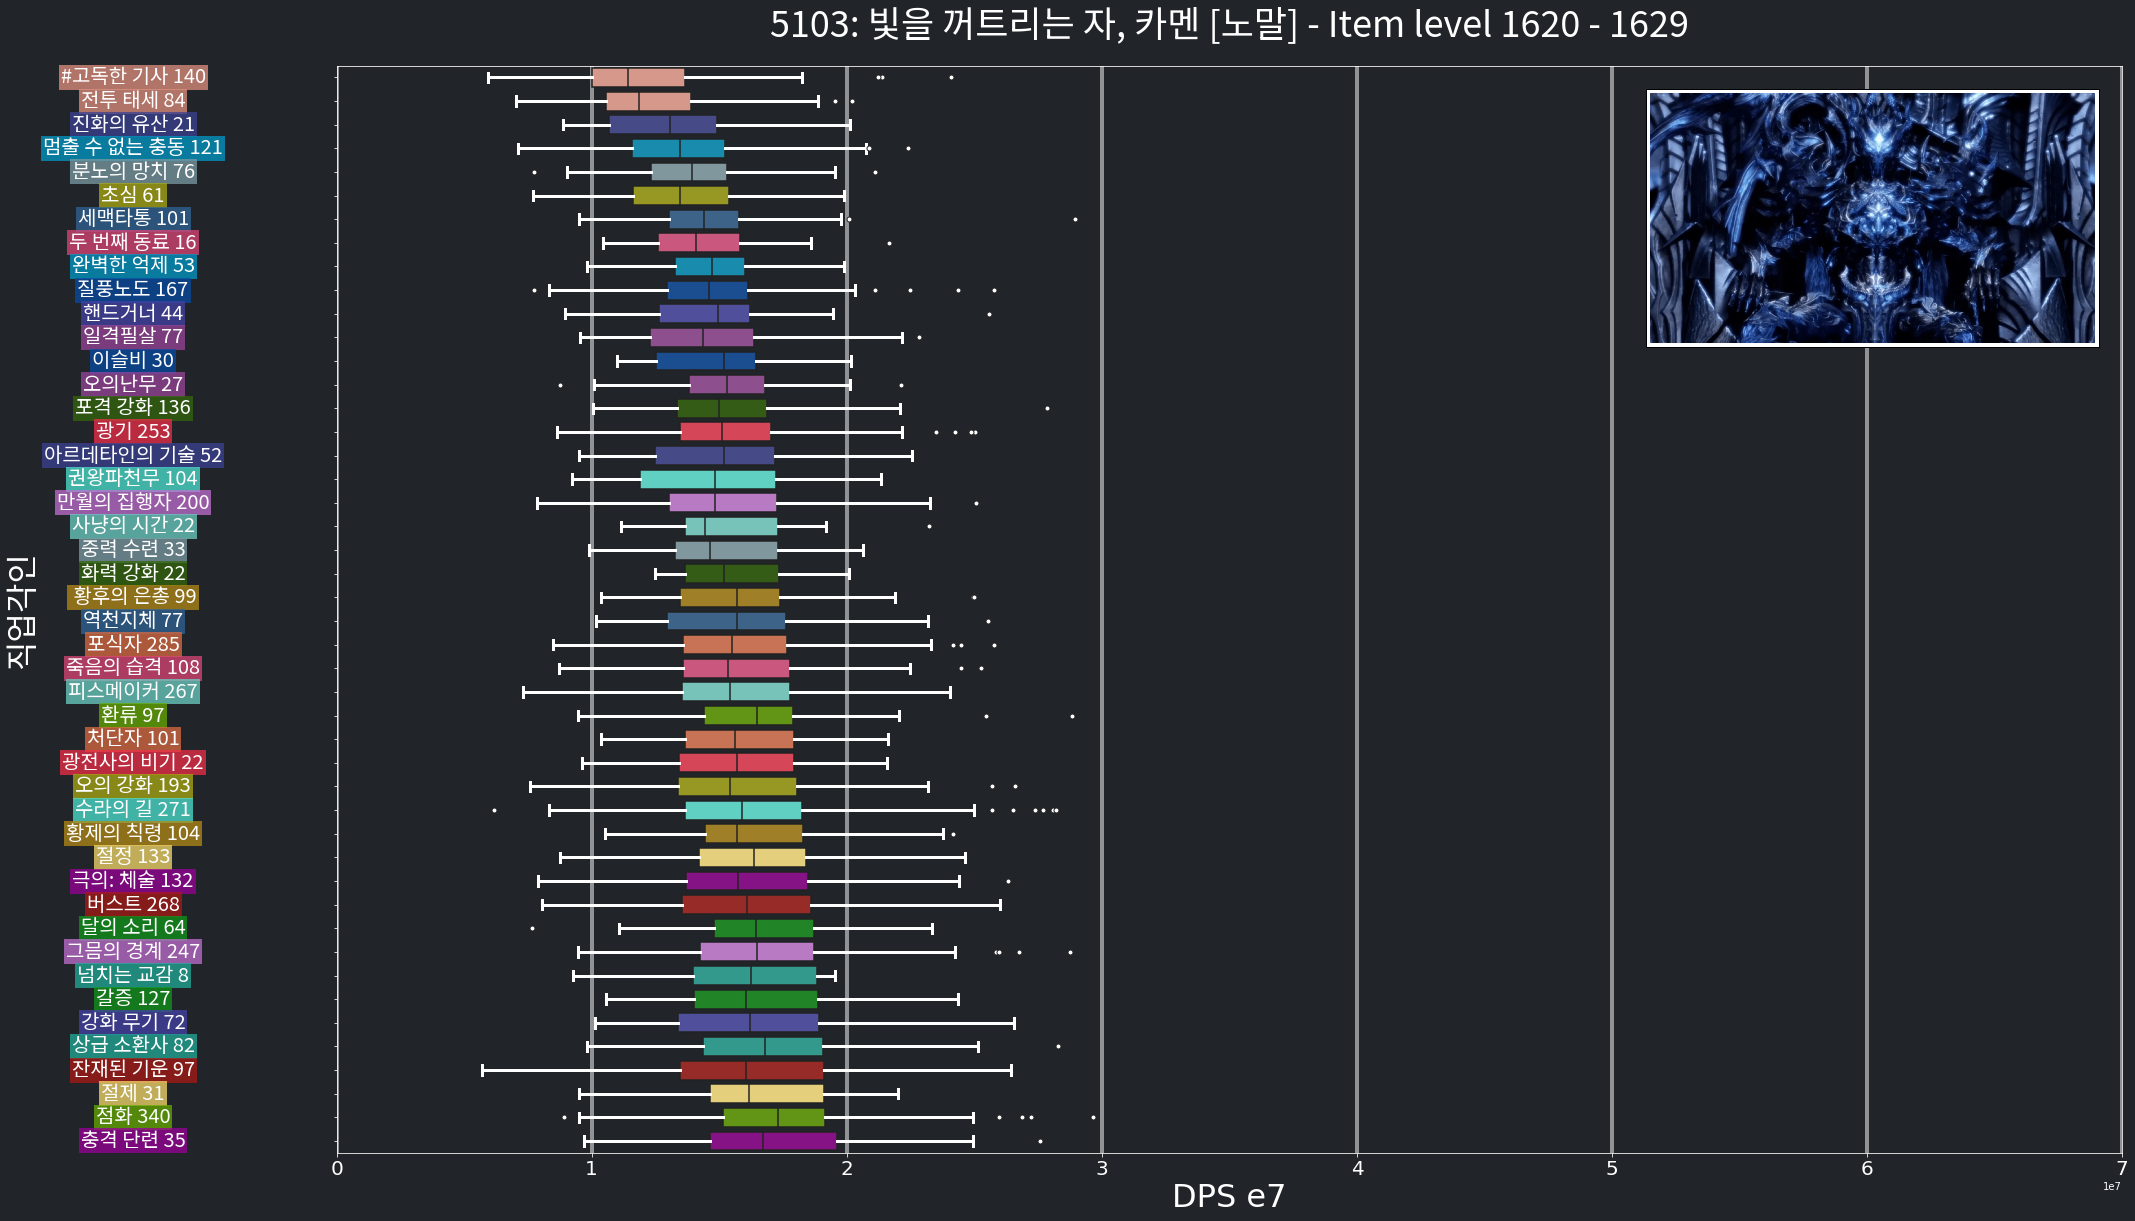 5103: 빛을 꺼트리는 자, 카멘 [노말] - Item level 1620 - 1629
#고독한 기사 140
전투 태세 84
진화의 유산 21
멈출 수 없는 충동 121
분노의 망치 76
초심 61
세맥타통 101
두 번째 동료 16
완벽한 억제 53
질풍노도 167
핸드거너 44
일격필살 77
이슬비 30
오의난무 27
포격 강화 136
광기 253
아르데타인의 기술 52
권왕파천무 104
만월의 집행자 200
사냥의 시간 22
중력 수련 33
화력 강화 22
황후의 은총 99
역천지체 77
포식자 285
죽음의 습격 108
피스메이커 267
환류 97
처단자 101
광전사의 비기 22
오의 강화 193
수라의 길 271
황제의 칙령 104
절정 133
극의: 체술 132
버스트 268
달의 소리 64
그믐의 경계 247
넘치는 교감 8
갈증 127
강화 무기 72
상급 소환사 82
잔재된 기운 97
절제 31
점화 340
충격 단련 35
직업각인
0 1 2 3 4 5 6 7
1e7
DPS e7